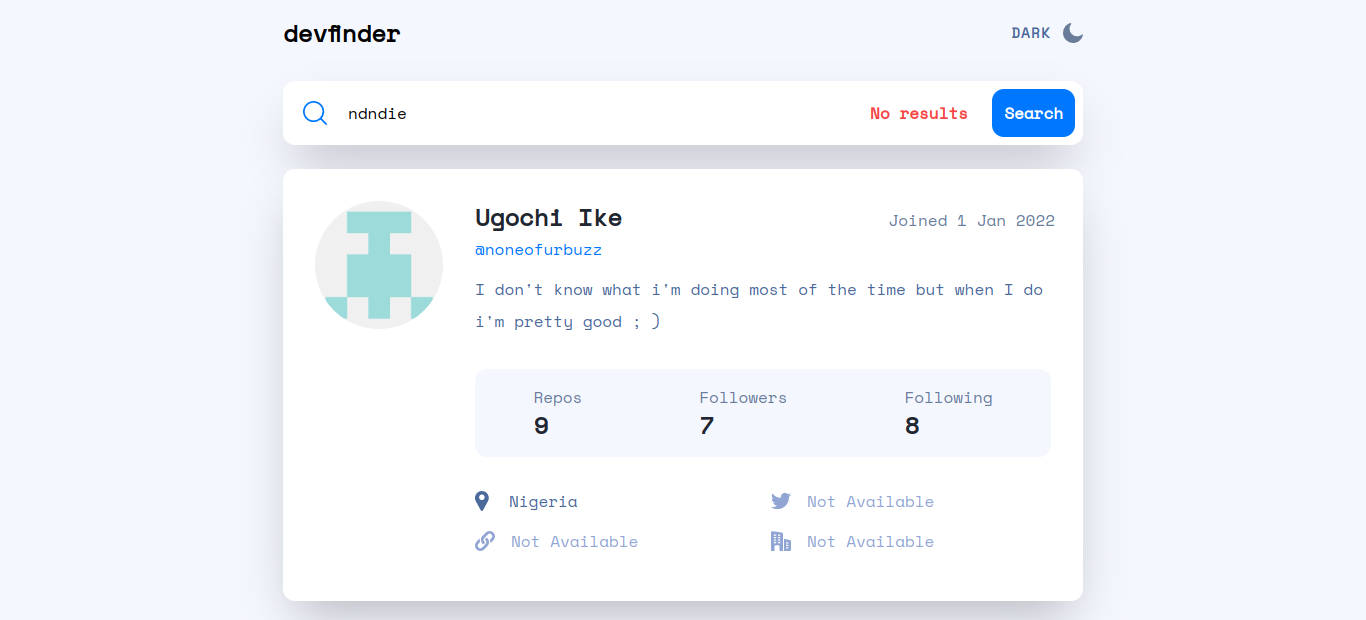 devfinder
DARK
ndndie
No results
Search
Ugochi Ike
Joined 1 Jan 2022
@noneofurbuzz
I don't know what i'm doing most of the time but when I do
i'm pretty good ; )
Repos
Followers
Following
9
7
8
Nigeria
Not Available
Not Available
Not Available